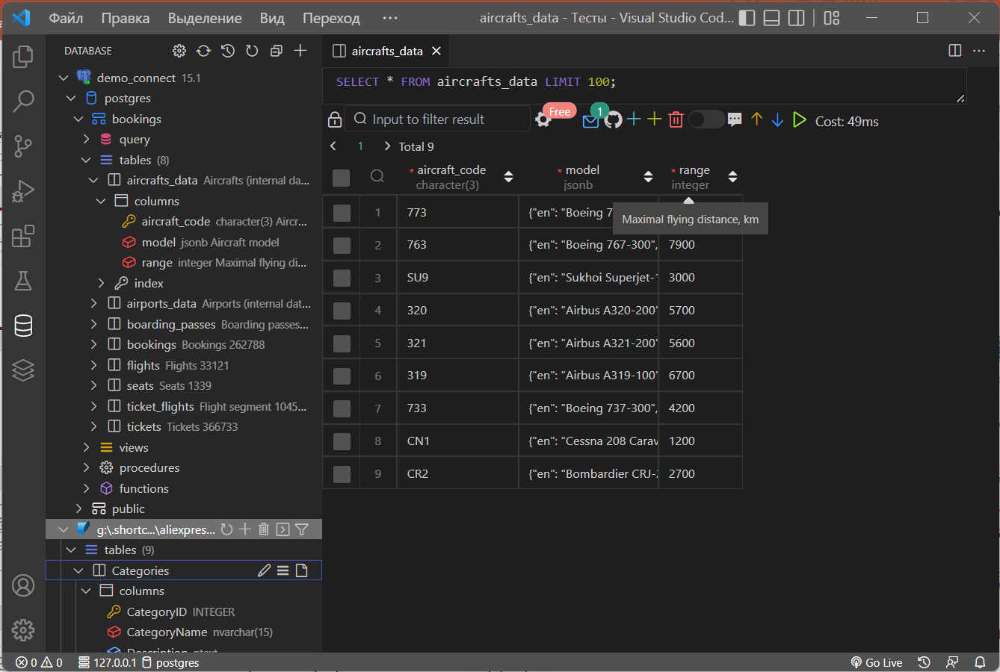 Файл Правка Выделение Вид Переход ··· aircrafts_data - Тесты - Visual Studio Cod...
DATABASE
demo_connect 15.1
postgres
bookings
query
tables (8)
aircrafts_data Aircrafts (internal da...
columns
aircraft_code character(3) Aircr...
model jsonb Aircraft model
range integer Maximal flying di...
index
airports_data Airports (internal dat...
boarding_passes Boarding passes...
bookings Bookings 262788
flights Flights 33121
seats Seats 1339
ticket_flights Flight segment 1045...
tickets Tickets 366733
views
procedures
functions
public
g:\.shortc...\aliexpres...
tables (9)
Categories
columns
CategoryID INTEGER
CategoryName nvarchar(15)
Description ntext
aircrafts_data
SELECT * FROM aircrafts_data LIMIT 100;
Input to filter result Free 1 Cost: 49ms
1 Total 9
* aircraft_code * model * range
character(3) jsonb integer
Maximal flying distance, km
1 773 {"en": "Boeing 7
2 763 {"en": "Boeing 767-300", 7900
3 SU9 {"en": "Sukhoi Superjet-1 3000
4 320 {"en": "Airbus A320-200" 5700
5 321 {"en": "Airbus A321-200" 5600
6 319 {"en": "Airbus A319-100" 6700
7 733 {"en": "Boeing 737-300", 4200
8 CN1 {"en": "Cessna 208 Carav 1200
9 CR2 {"en": "Bombardier CRJ-2 2700
0 0 127.0.0.1 postgres Go Live